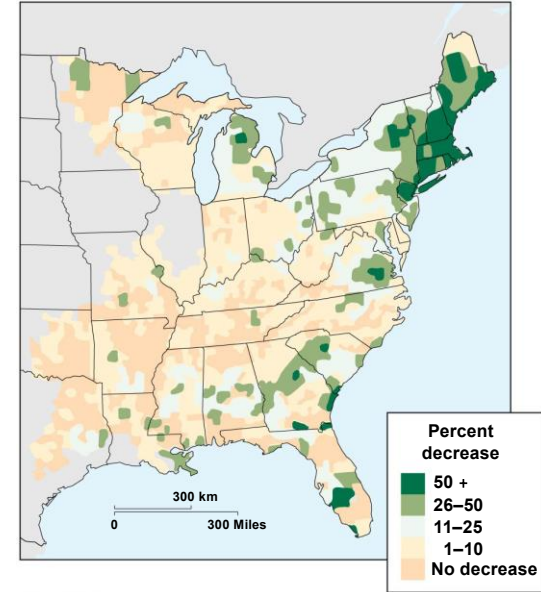 300 km
0 300 Miles
Percent
decrease
50 +
26–50
11–25
1–10
No decrease